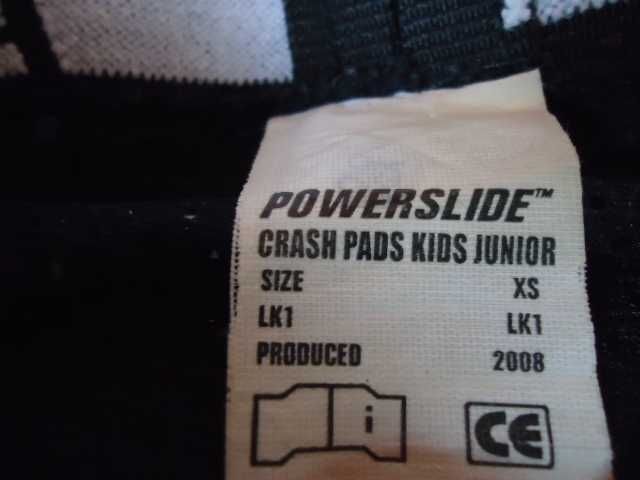 POWERSLIDE™
CRASH PADS KIDS JUNIOR
SIZE XS
LK1 LK1
PRODUCED 2008
i CE